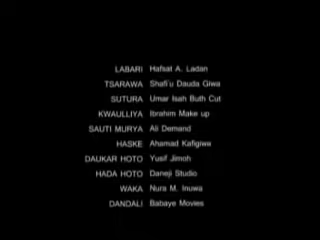 LABARI Hafsat A. Ladan
TSARAWA Shafi'u Dauda Giwa
SUTURA Umar Isah Buth Cut
KWAULLIYA Ibrahim Make up
SAUTI MURYA Ali Demand
HASKE Ahamad Kafigiwa
DAUKAR HOTO Yusif Jimoh
HADA HOTO Daneji Studio
WAKA Nura M. Inuwa
DANDALI Babaye Movies